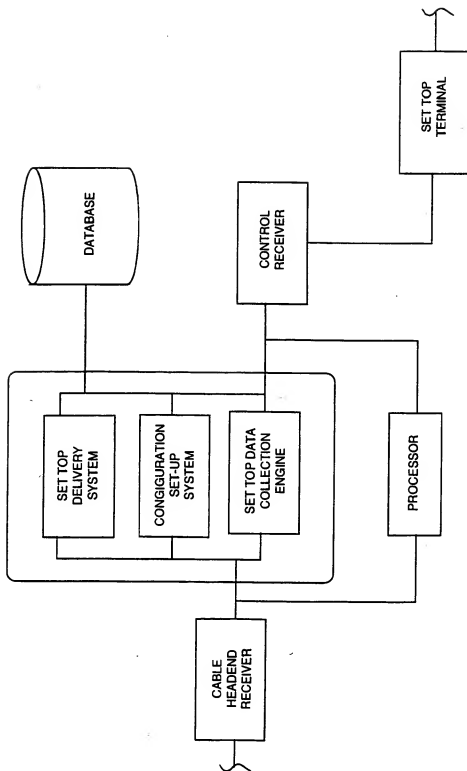 DATABASE
SET TOP
DELIVERY
SYSTEM
CONGIGURATION
SET-UP
SYSTEM
SET TOP DATA
COLLECTION
ENGINE
CABLE
HEADEND
RECEIVER
PROCESSOR
CONTROL
RECEIVER
SET TOP
TERMINAL